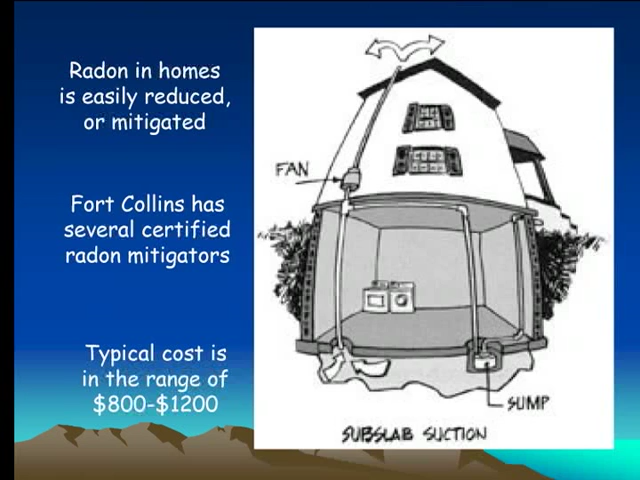 Radon in homes
is easily reduced,
or mitigated
Fort Collins has
several certified
radon mitigators
Typical cost is
in the range of
$800-$1200
FAN
SUMP
SUBSLAB SUCTION